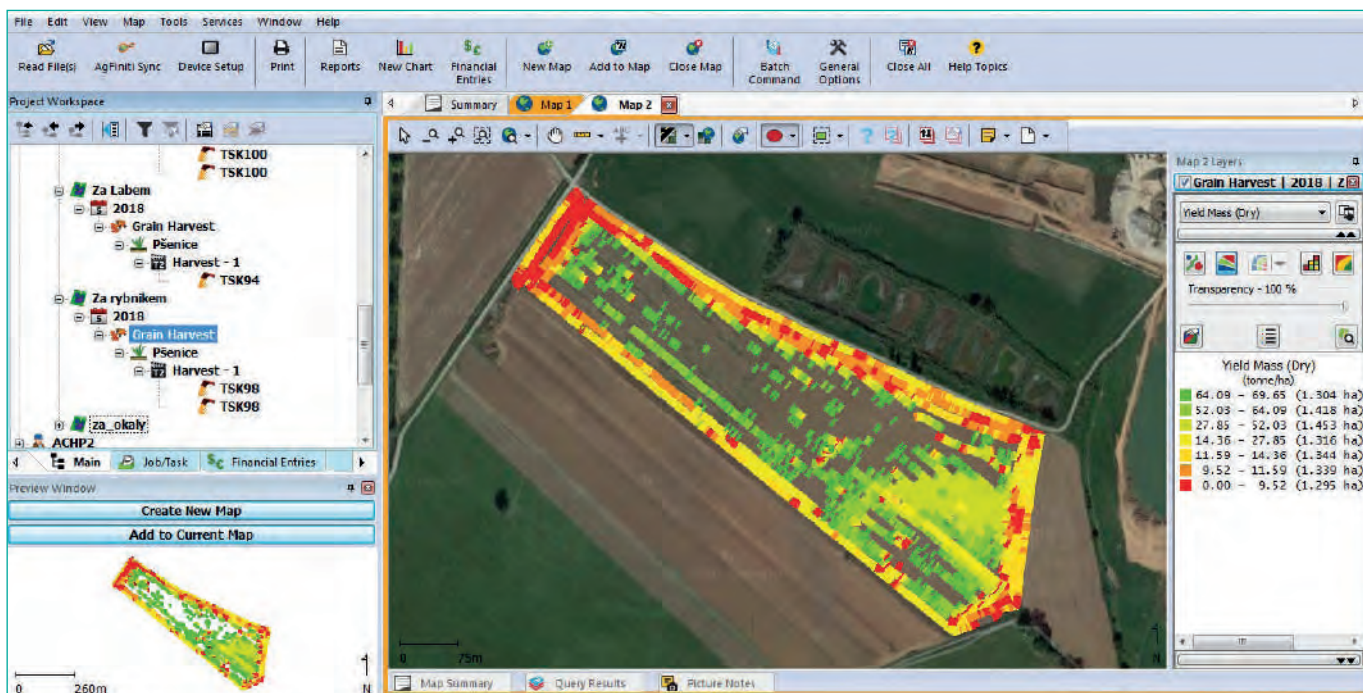 File Edit View Map Tools Services Window Help
Read File(s) AgFiniti Sync Device Setup Print Reports New Chart Financial Entries New Map Add to Map Close Map Batch Command General Options Close All Help Topics
Project Workspace
Summary Map 1 Map 2
TSK100
TSK100
Za Labem
2018
Grain Harvest
Pšenice
Harvest - 1
TSK94
Za rybnikem
2018
Grain Harvest
Pšenice
Harvest - 1
TSK98
TSK98
za_okaly
ACHP2
Main Job/Task Financial Entries
Preview Window
Create New Map
Add to Current Map
0 260m N
0 75m N
Map 2 Layers
Grain Harvest | 2018 | Z
Yield Mass (Dry)
Transparency - 100 %
Yield Mass (Dry)
(tonne/ha)
64.09 - 69.65 (1.304 ha)
52.03 - 64.09 (1.418 ha)
27.85 - 52.03 (1.453 ha)
14.36 - 27.85 (1.316 ha)
11.59 - 14.36 (1.344 ha)
9.52 - 11.59 (1.339 ha)
0.00 - 9.52 (1.295 ha)
Map Summary Query Results Picture Notes